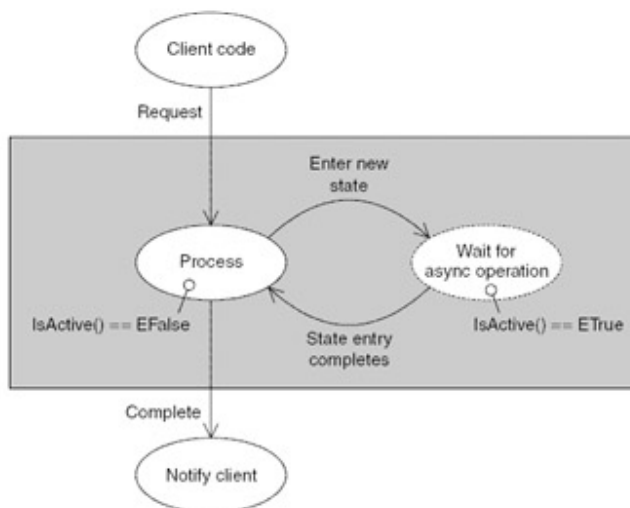 Client code
Request
Enter new
state
Process
Wait for
async operation
IsActive() == EFalse
State entry
completes
IsActive() == ETrue
Complete
Notify client